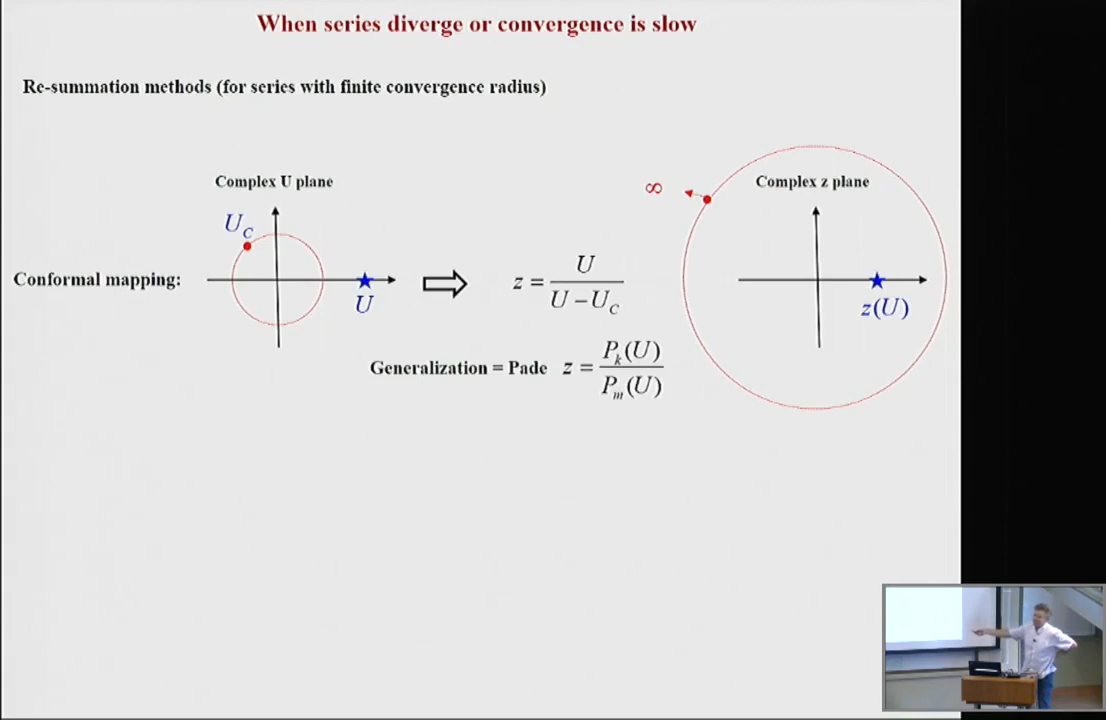 When series diverge or convergence is slow
Re-summation methods (for series with finite convergence radius)
Complex U plane
∞
Complex z plane
U_C
Conformal mapping:
z = U / (U − U_C)
U
z(U)
Generalization = Pade z = P_k(U) / P_m(U)